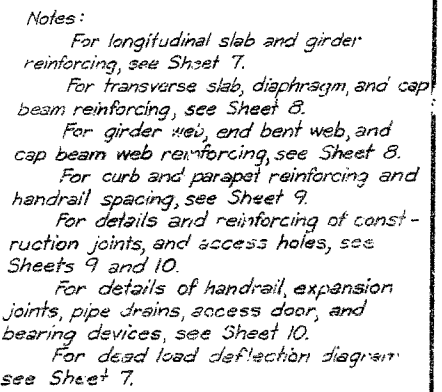 Notes:
For longitudinal slab and girder
reinforcing, see Sheet 7.
For transverse slab, diaphragm, and cap
beam reinforcing, see Sheet 8.
For girder web, end bent web, and
cap beam web reinforcing, see Sheet 8.
For curb and parapet reinforcing and
handrail spacing, see Sheet 9.
For details and reinforcing of const-
ruction joints, and access holes, see
Sheets 9 and 10.
For details of handrail, expansion
joints, pipe drains, access door, and
bearing devices, see Sheet 10.
For dead load deflection diagram
see Sheet 7.